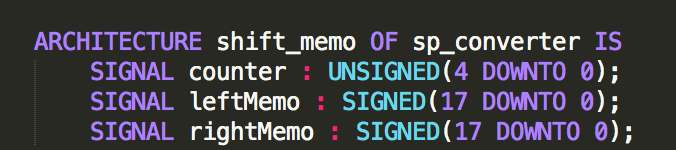 ARCHITECTURE shift_memo OF sp_converter IS
SIGNAL counter : UNSIGNED(4 DOWNTO 0);
SIGNAL leftMemo : SIGNED(17 DOWNTO 0);
SIGNAL rightMemo : SIGNED(17 DOWNTO 0);